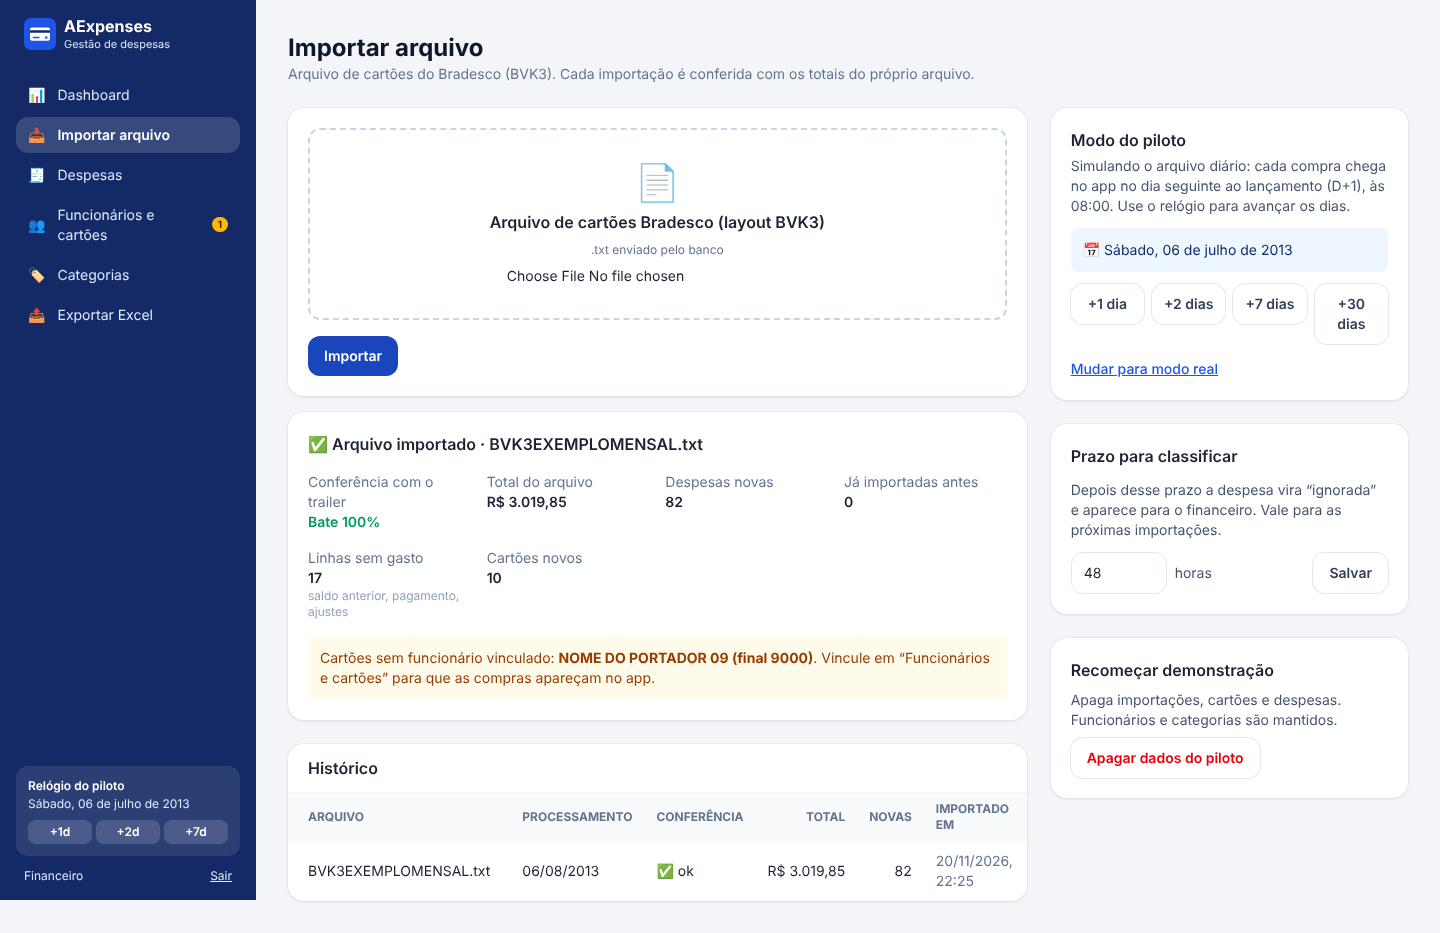 AExpenses
Gestão de despesas
Dashboard
Importar arquivo
Despesas
Funcionários e
cartões
1
Categorias
Exportar Excel
Relógio do piloto
Sábado, 06 de julho de 2013
+1d
+2d
+7d
Financeiro
Sair
Importar arquivo
Arquivo de cartões do Bradesco (BVK3). Cada importação é conferida com os totais do próprio arquivo.
Arquivo de cartões Bradesco (layout BVK3)
.txt enviado pelo banco
Choose File No file chosen
Importar
✅ Arquivo importado · BVK3EXEMPLOMENSAL.txt
Conferência com o
trailer
Bate 100%
Total do arquivo
R$ 3.019,85
Despesas novas
82
Já importadas antes
0
Linhas sem gasto
17
saldo anterior, pagamento,
ajustes
Cartões novos
10
Cartões sem funcionário vinculado: NOME DO PORTADOR 09 (final 9000). Vincule em “Funcionários
e cartões” para que as compras apareçam no app.
Histórico
ARQUIVO
PROCESSAMENTO
CONFERÊNCIA
TOTAL
NOVAS
IMPORTADO
EM
BVK3EXEMPLOMENSAL.txt
06/08/2013
✅ ok
R$ 3.019,85
82
20/11/2026,
22:25
Modo do piloto
Simulando o arquivo diário: cada compra chega
no app no dia seguinte ao lançamento (D+1), às
08:00. Use o relógio para avançar os dias.
📅 Sábado, 06 de julho de 2013
+1 dia
+2 dias
+7 dias
+30
dias
Mudar para modo real
Prazo para classificar
Depois desse prazo a despesa vira “ignorada”
e aparece para o financeiro. Vale para as
próximas importações.
48
horas
Salvar
Recomeçar demonstração
Apaga importações, cartões e despesas.
Funcionários e categorias são mantidos.
Apagar dados do piloto